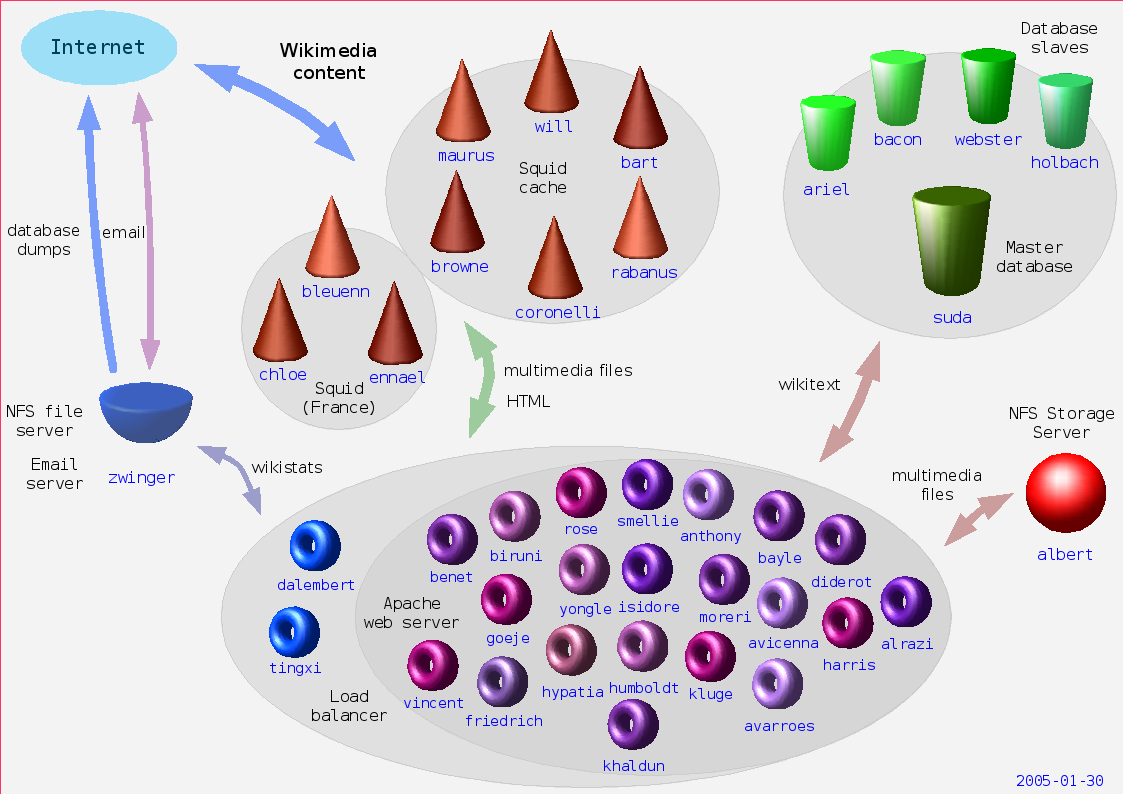 Internet
Wikimedia
content
Database
slaves
maurus
will
bart
Squid
cache
browne
rabanus
coronelli
ariel
bacon
webster
holbach
Master
database
suda
database
dumps
email
bleuenn
chloe
ennael
Squid
(France)
multimedia files
HTML
wikitext
NFS file
server
Email
server
zwinger
wikistats
NFS Storage
Server
multimedia
files
albert
dalembert
tingxi
Load
balancer
Apache
web server
benet
biruni
rose
smellie
anthony
bayle
diderot
goeje
yongle
isidore
moreri
avicenna
harris
alrazi
vincent
friedrich
hypatia
humboldt
kluge
avarroes
khaldun
2005-01-30